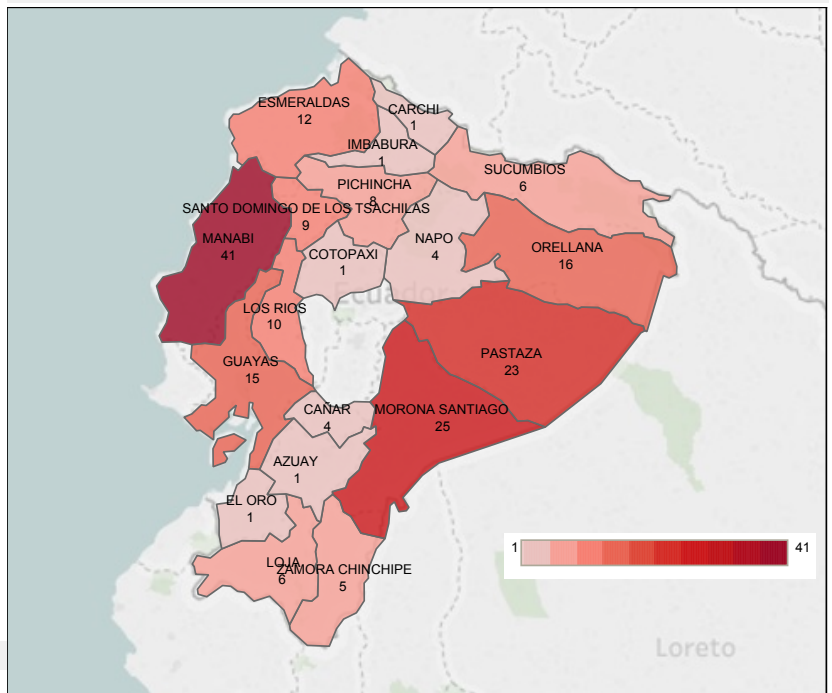 ESMERALDAS
12
CARCHI
1
IMBABURA
1
SUCUMBIOS
6
PICHINCHA
8
SANTO DOMINGO DE LOS TSACHILAS
9
MANABI
41
NAPO
4
ORELLANA
16
COTOPAXI
1
Ecuador
LOS RIOS
10
PASTAZA
23
GUAYAS
15
CAÑAR
4
MORONA SANTIAGO
25
AZUAY
1
EL ORO
1
1
41
LOJA
6
ZAMORA CHINCHIPE
5
Loreto